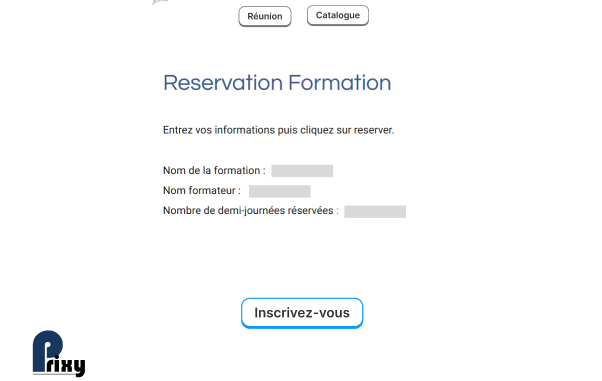 Réunion
Catalogue
Reservation Formation
Entrez vos informations puis cliquez sur reserver.
Nom de la formation :
Nom formateur :
Nombre de demi-journées réservées :
Inscrivez-vous
Prixy